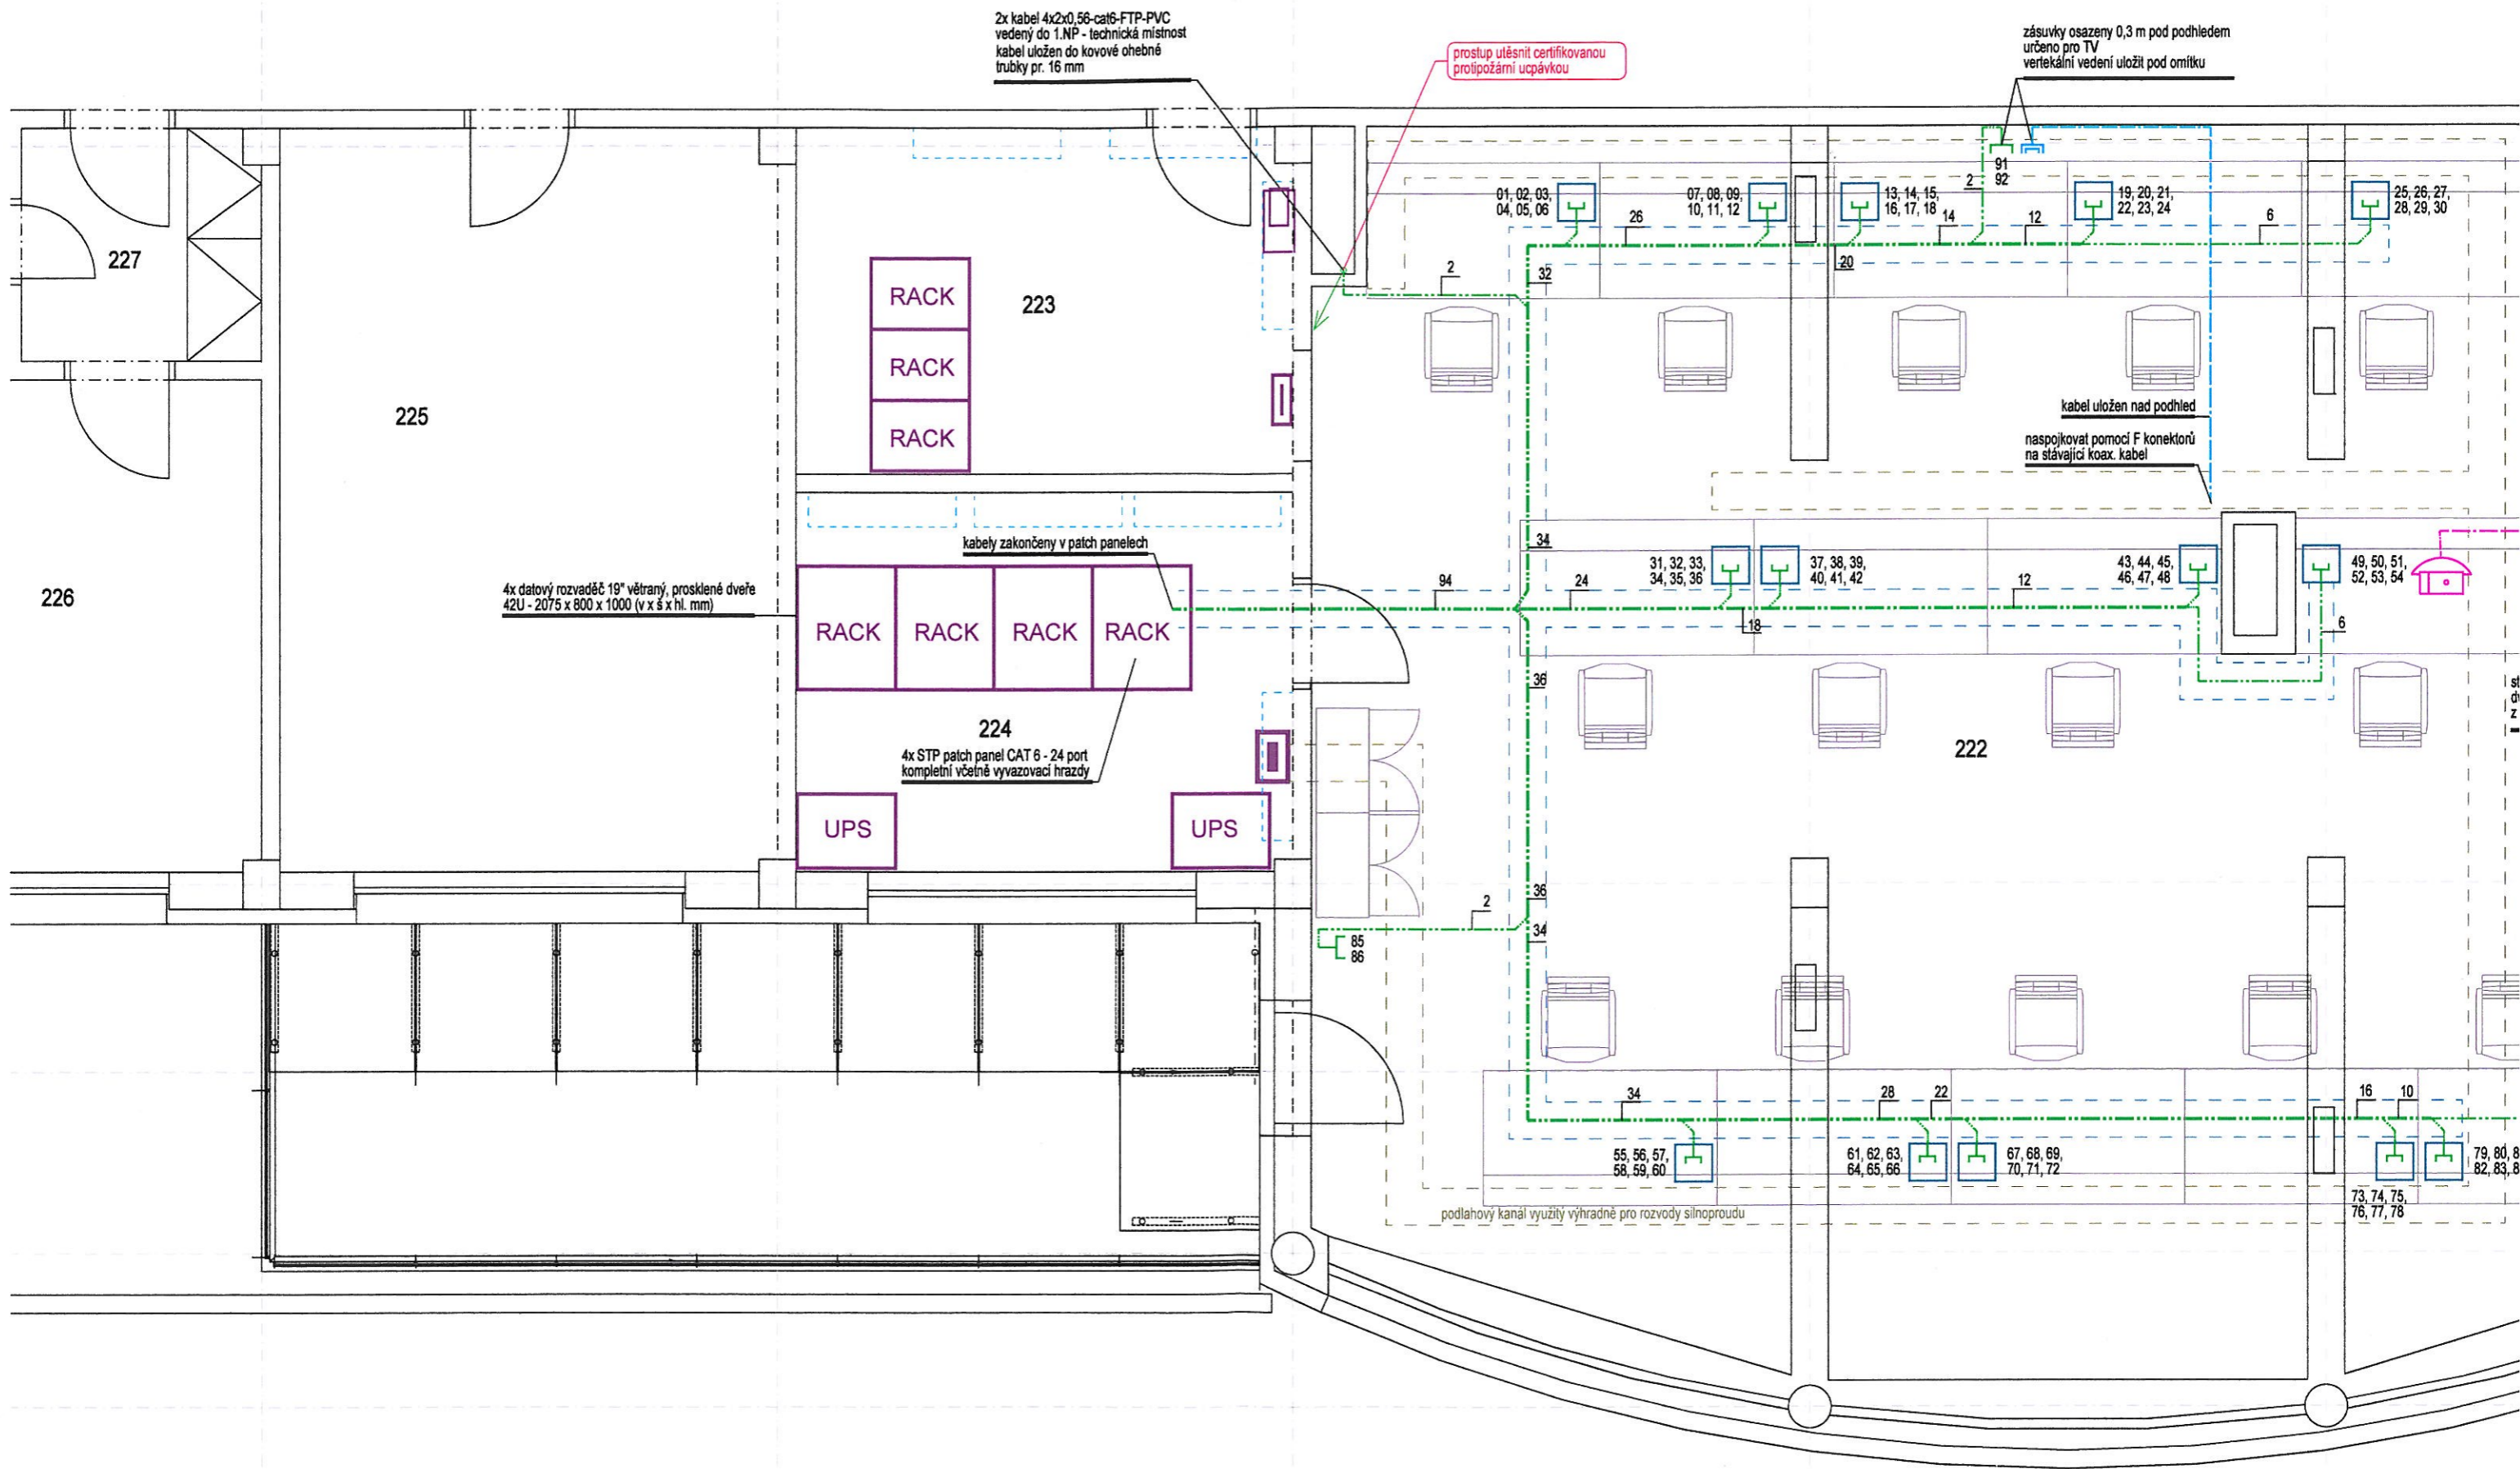 2x kabel 4x2x0,56-cat6-FTP-PVC
vedený do 1.NP - technická místnost
kabel uložen do kovové ohebné
trubky pr. 16 mm
prostup utěsnit certifikovanou
protipožární ucpávkou
zásuvky osazeny 0,3 m pod podhledem
určeno pro TV
vertekální vedení uložit pod omítku
91
92
2
01, 02, 03,
04, 05, 06
07, 08, 09,
10, 11, 12
13, 14, 15,
16, 17, 18
19, 20, 21,
22, 23, 24
25, 26, 27,
28, 29, 30
26
14
12
6
20
2
32
227
223
RACK
RACK
RACK
225
kabel uložen nad podhled
naspojkovat pomocí F konektorů
na stávající koax. kabel
kabely zakončeny v patch panelech
34
31, 32, 33,
34, 35, 36
37, 38, 39,
40, 41, 42
43, 44, 45,
46, 47, 48
49, 50, 51,
52, 53, 54
94
24
12
18
6
226
4x datový rozvaděč 19" větraný, prosklené dveře
42U - 2075 x 800 x 1000 (v x š x hl. mm)
RACK
RACK
RACK
RACK
36
224
4x STP patch panel CAT 6 - 24 port
kompletní včetně vyvazovací hrazdy
222
z
UPS
UPS
36
2
34
85
86
34
28
22
16
10
55, 56, 57,
58, 59, 60
61, 62, 63,
64, 65, 66
67, 68, 69,
70, 71, 72
79, 80, 8
82, 83, 8
73, 74, 75,
76, 77, 78
podlahový kanál využitý výhradně pro rozvody silnoproudu